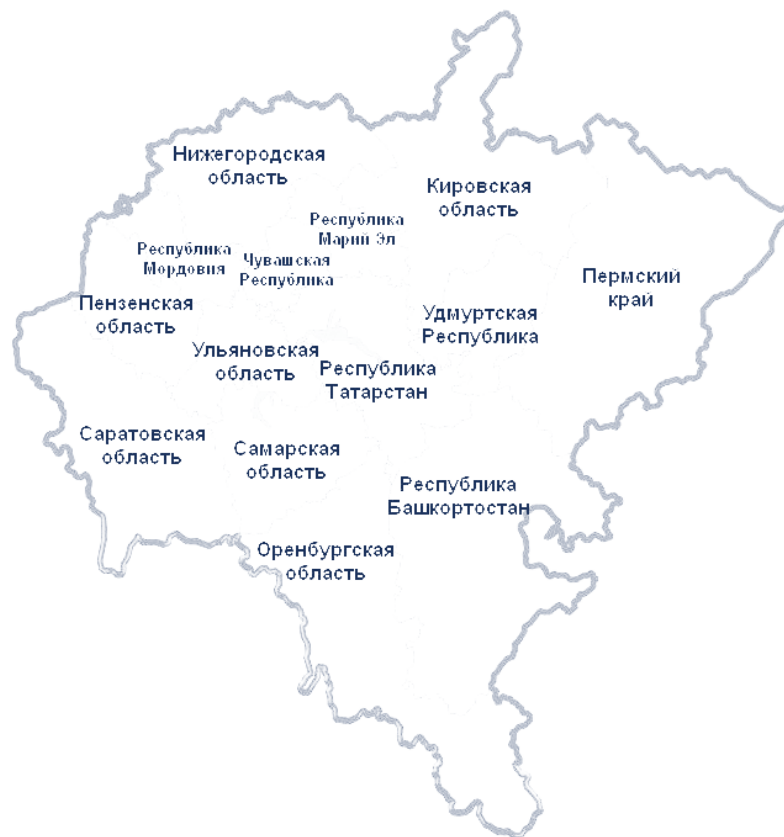 Нижегородская
область
Кировская
область
Республика
Марий Эл
Республика
Мордовия
Чувашская
Республика
Пермский
край
Пензенская
область
Удмуртская
Республика
Ульяновская
область
Республика
Татарстан
Саратовская
область
Самарская
область
Республика
Башкортостан
Оренбургская
область